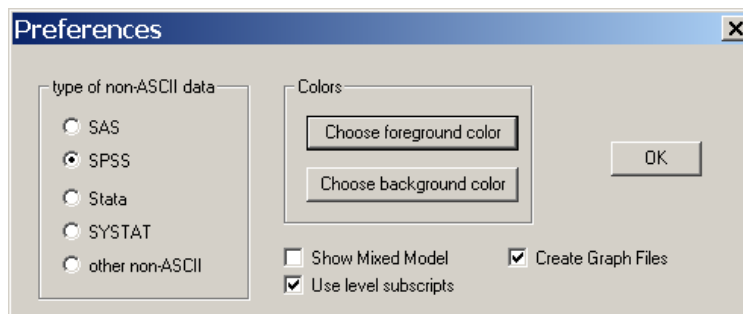 Preferences
type of non-ASCII data
SAS
SPSS
Stata
SYSTAT
other non-ASCII
Colors
Choose foreground color
Choose background color
OK
Show Mixed Model
Create Graph Files
Use level subscripts